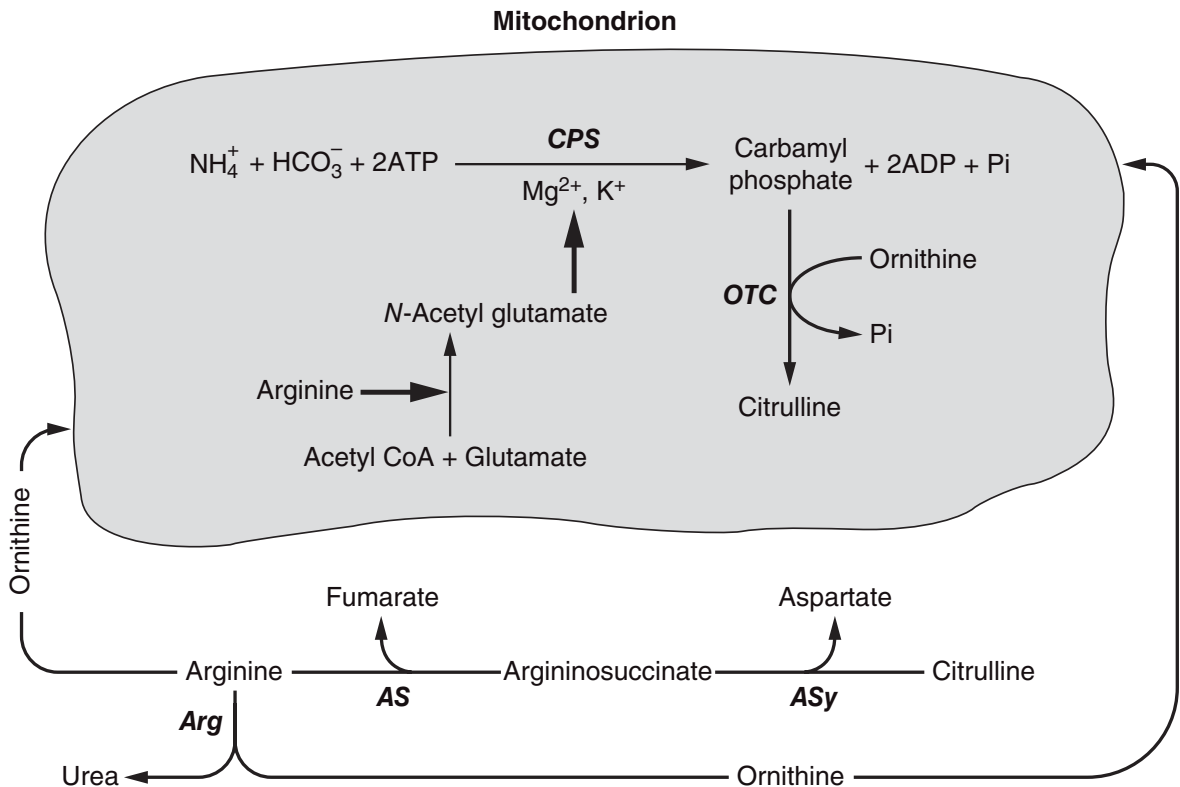 Mitochondrion
CPS
NH₄⁺ + HCO₃⁻ + 2ATP
Carbamyl
phosphate
+ 2ADP + Pi
Mg²⁺, K⁺
Ornithine
OTC
N-Acetyl glutamate
Pi
Arginine
Citrulline
Acetyl CoA + Glutamate
Ornithine
Fumarate
Aspartate
Arginine
Argininosuccinate
Citrulline
AS
ASy
Arg
Urea
Ornithine